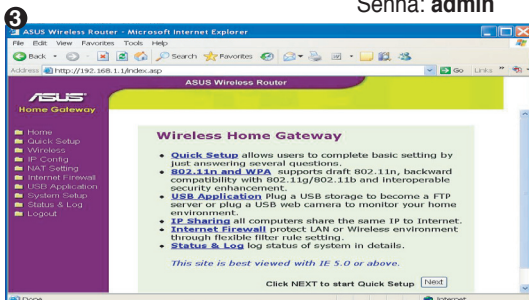 Senha: admin
3
ASUS Wireless Router - Microsoft Internet Explorer
File Edit View Favorites Tools Help
Back Search Favorites
Address http://192.168.1.1/index.asp Go Links »
ASUS Wireless Router
ASUS
Home Gateway
Home
Quick Setup
Wireless
IP Config
NAT Setting
Internet Firewall
USB Application
System Setup
Status & Log
Logout
Wireless Home Gateway
• Quick Setup allows users to complete basic setting by
just answering several questions.
• 802.11n and WPA supports draft 802.11n, backward
compatibility with 802.11g/802.11b and interoperable
security enhancement.
• USB Application Plug a USB storage to become a FTP
server or plug a USB web camera to monitor your home
environment.
• IP Sharing all computers share the same IP to Internet.
• Internet Firewall protect LAN or Wireless environment
through flexible filter rule setting.
• Status & Log log status of system in details.
This site is best viewed with IE 5.0 or above.
Click NEXT to start Quick Setup Next
Done Internet